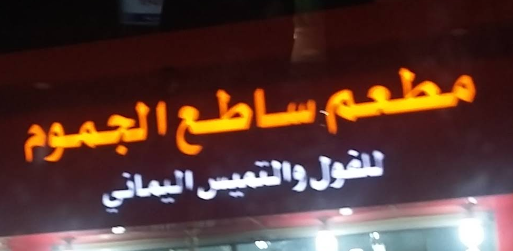 مطعم ساطع الجموم
للفول والتميس اليماني